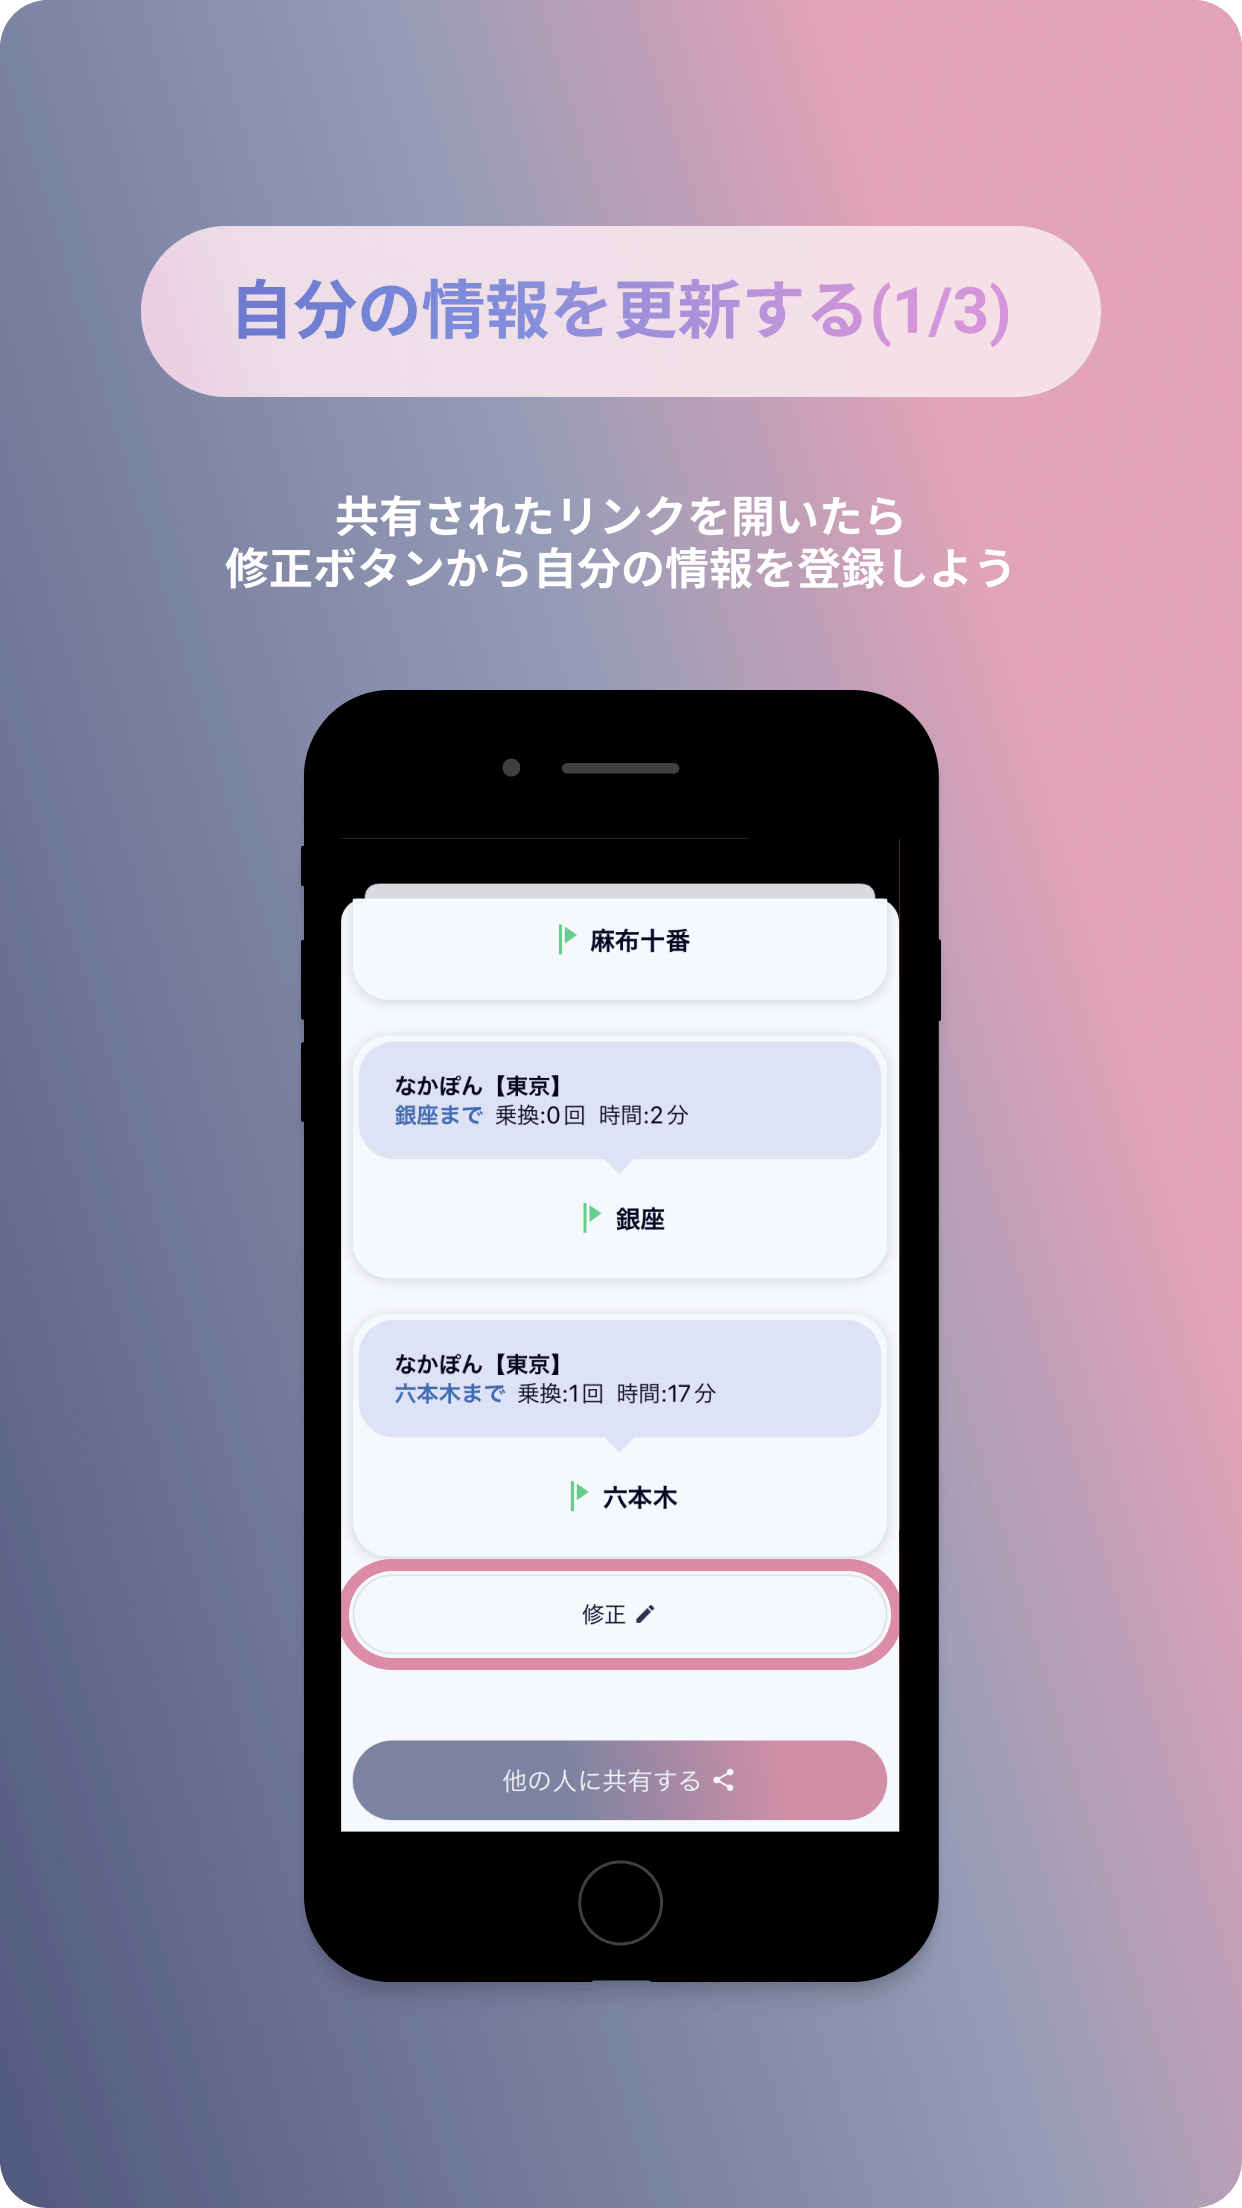 自分の情報を更新する(1/3)
共有されたリンクを開いたら
修正ボタンから自分の情報を登録しよう
麻布十番
なかぽん【東京】
銀座まで 乗換:0回 時間:2分
銀座
なかぽん【東京】
六本木まで 乗換:1回 時間:17分
六本木
修正
他の人に共有する